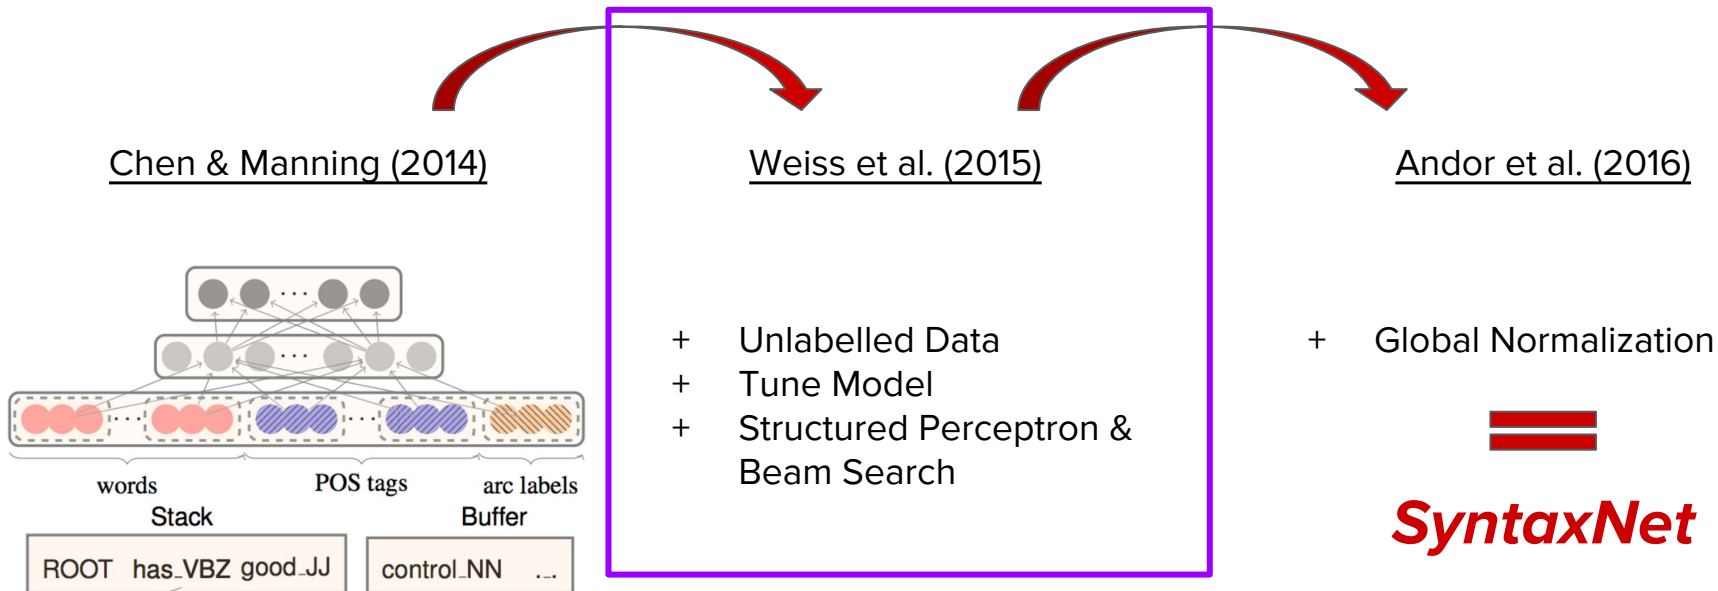 Chen & Manning (2014)
Weiss et al. (2015)
Andor et al. (2016)
...
...
... ...
words POS tags arc labels
Stack Buffer
ROOT has_VBZ good_JJ
control_NN ._.
+ Unlabelled Data
+ Tune Model
+ Structured Perceptron &
Beam Search
+ Global Normalization
=
SyntaxNet